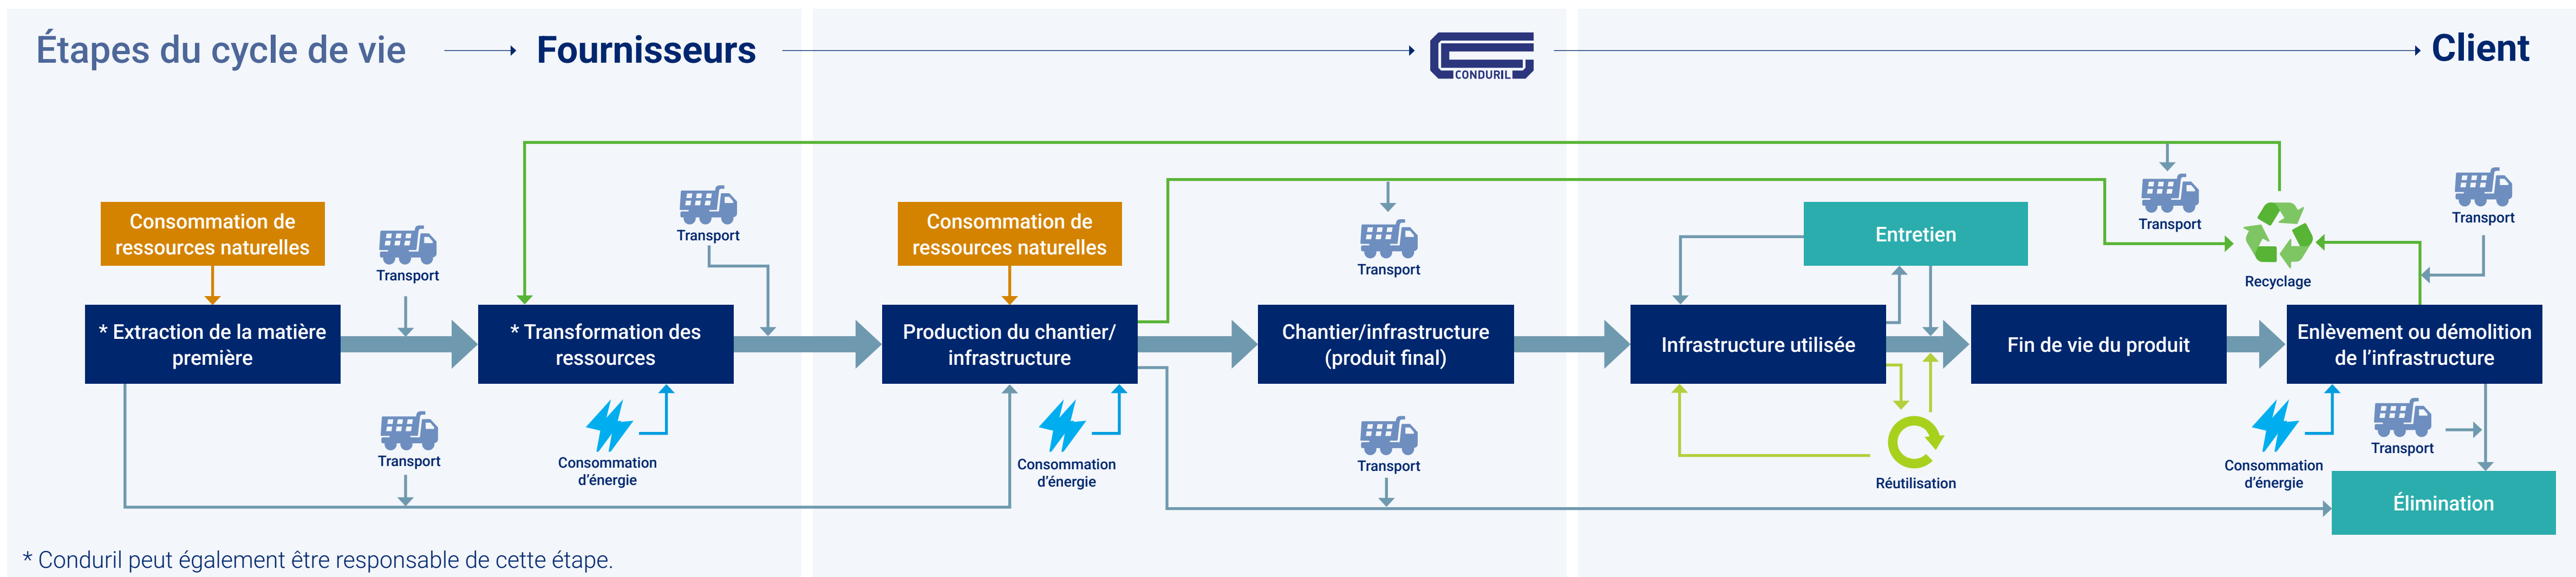 Étapes du cycle de vie
Fournisseurs
CONDURIL
Client
Consommation de
ressources naturelles
Transport
Transport
Consommation de
ressources naturelles
Transport
Entretien
Transport
Recyclage
Transport
* Extraction de la matière
première
* Transformation des
ressources
Production du chantier/
infrastructure
Chantier/infrastructure
(produit final)
Infrastructure utilisée
Fin de vie du produit
Enlèvement ou démolition
de l’infrastructure
Transport
Consommation
d’énergie
Consommation
d’énergie
Transport
Réutilisation
Consommation
d’énergie
Transport
Élimination
* Conduril peut également être responsable de cette étape.